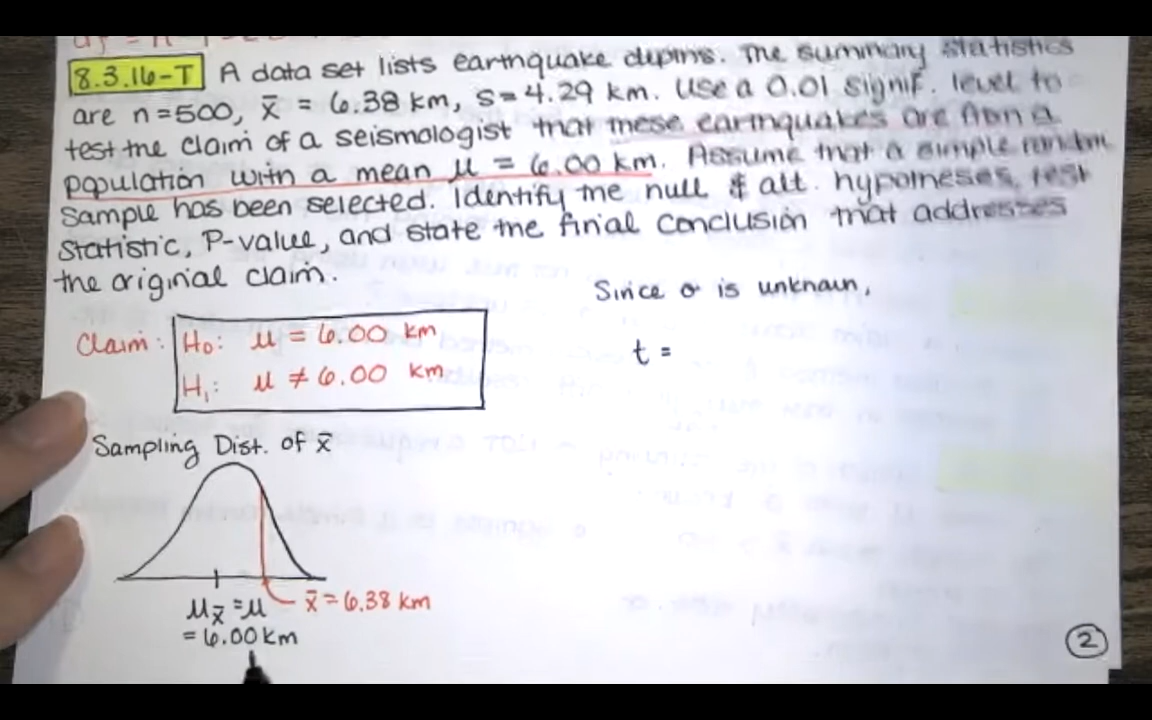 8.3.16-T A data set lists earthquake depths. The summary statistics
are n=500, x̄ = 6.38 km, s=4.29 km. Use a 0.01 signif. level to
test the claim of a seismologist that these earthquakes are from a
population with a mean μ = 6.00 km. Assume that a simple random
sample has been selected. Identify the null & alt. hypotheses, test
statistic, P-value, and state the final conclusion that addresses
the original claim.
Since σ is unknown,
Claim: H₀: μ = 6.00 km
t =
H₁: μ ≠ 6.00 km
Sampling Dist. of x̄
μx̄ = μ x̄ = 6.38 km
= 6.00 km
2